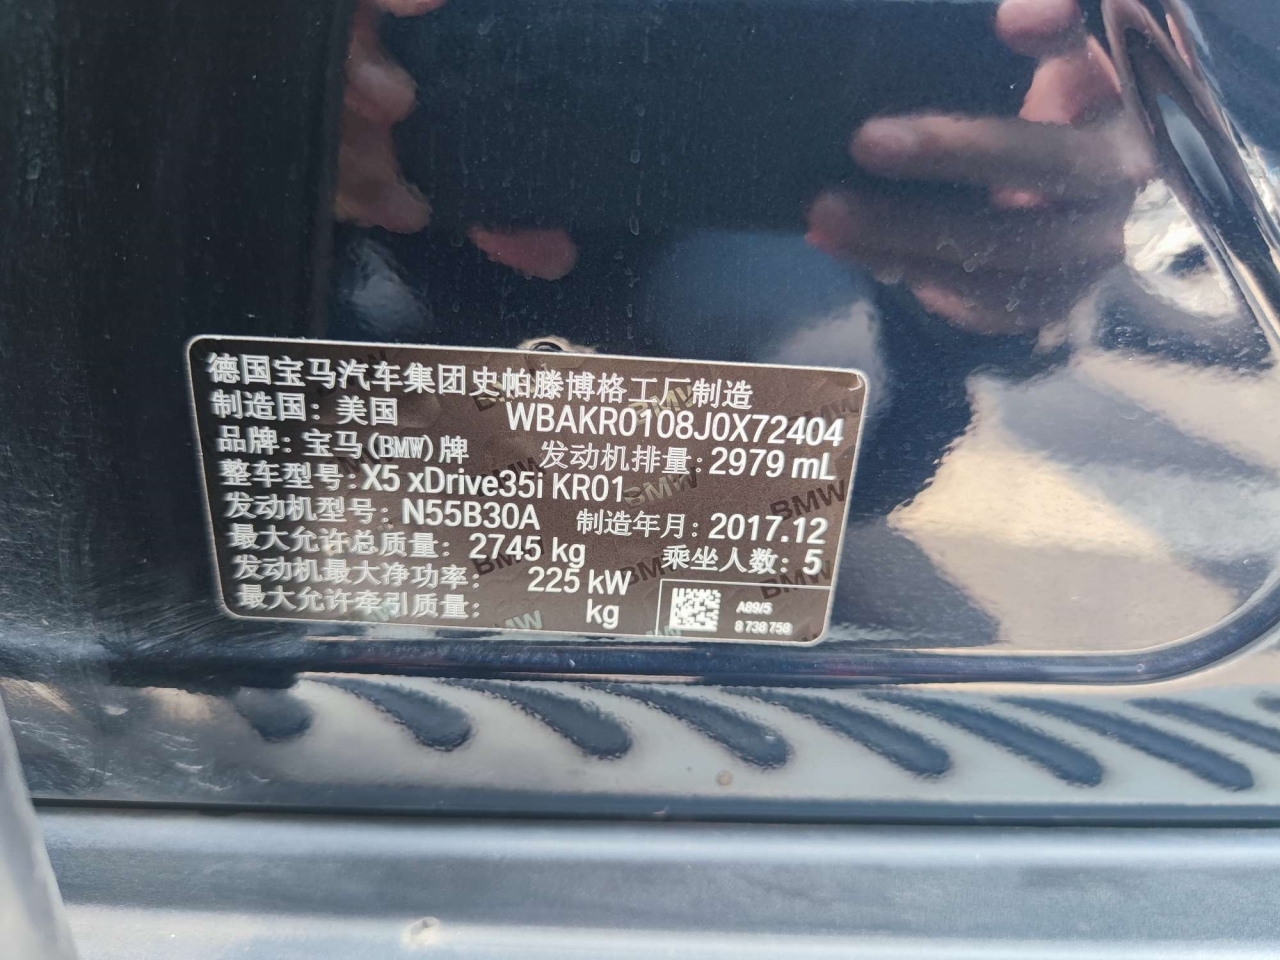 德国宝马汽车集团史帕滕博格工厂制造
制造国：美国 WBAKR0108J0X72404
品牌：宝马(BMW)牌 发动机排量：2979 mL
整车型号：X5 xDrive35i KR01
发动机型号：N55B30A 制造年月：2017.12
最大允许总质量：2745 kg 乘坐人数：5
发动机最大净功率：225 kW
最大允许牵引质量： kg
A89/5
8 738 758